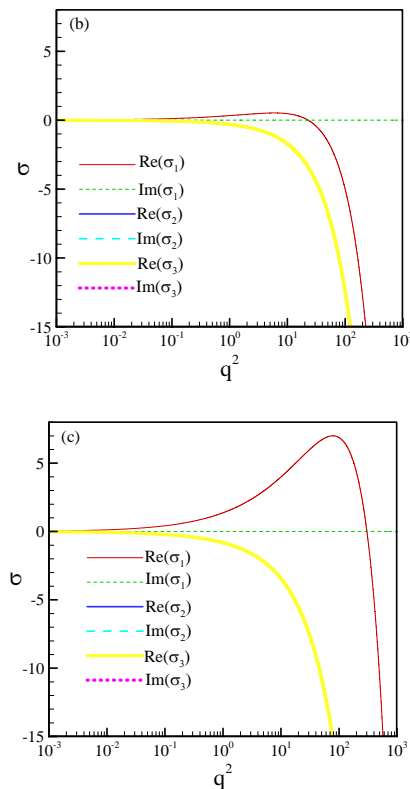 (b)
5
0
-5
-10
-15
σ
Re(σ₁)
Im(σ₁)
Re(σ₂)
Im(σ₂)
Re(σ₃)
Im(σ₃)
10⁻³ 10⁻² 10⁻¹ 10⁰ 10¹ 10² 10³
q²
(c)
5
0
-5
-10
-15
σ
Re(σ₁)
Im(σ₁)
Re(σ₂)
Im(σ₂)
Re(σ₃)
Im(σ₃)
10⁻³ 10⁻² 10⁻¹ 10⁰ 10¹ 10² 10³
q²